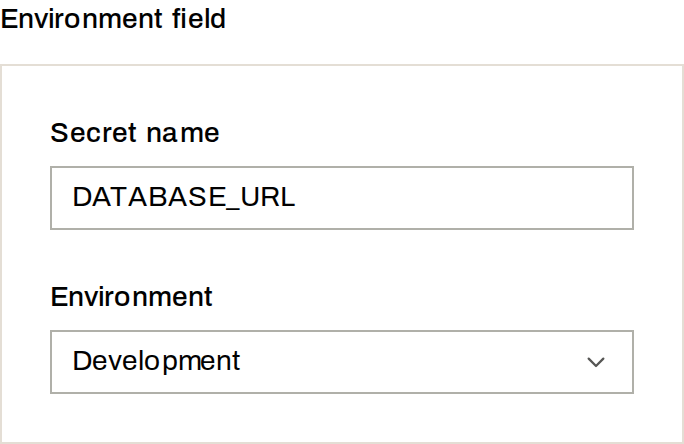 Environment field
Secret name
DATABASE_URL
Environment
Development